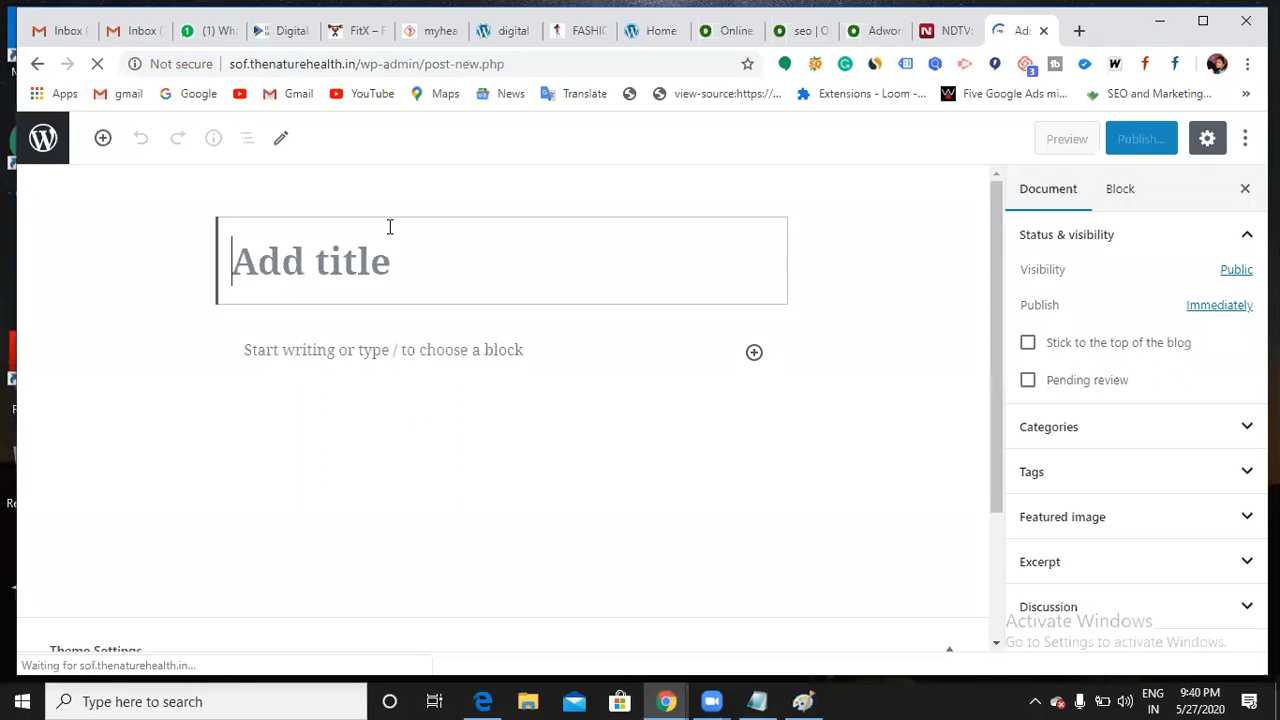 Inbox (
Inbox (
(1) Wh
Digital
FitX – F
myhea
digital
FASHIC
Home
Online
seo | O
Adwor
NDTV:
Add
Not secure
sof.thenaturehealth.in/wp-admin/post-new.php
3
Apps
gmail
Google
Gmail
YouTube
Maps
News
Translate
view-source:https:/...
Extensions - Loom -...
Five Google Ads mi...
SEO and Marketing...
»
Preview
Publish...
Add title
Start writing or type / to choose a block
Document
Block
Status & visibility
Visibility
Public
Publish
Immediately
Stick to the top of the blog
Pending review
Categories
Tags
Featured image
Excerpt
Discussion
Theme Settings
Activate Windows
Go to Settings to activate Windows.
Waiting for sof.thenaturehealth.in...
Type here to search
ENG
IN
9:40 PM
5/27/2020